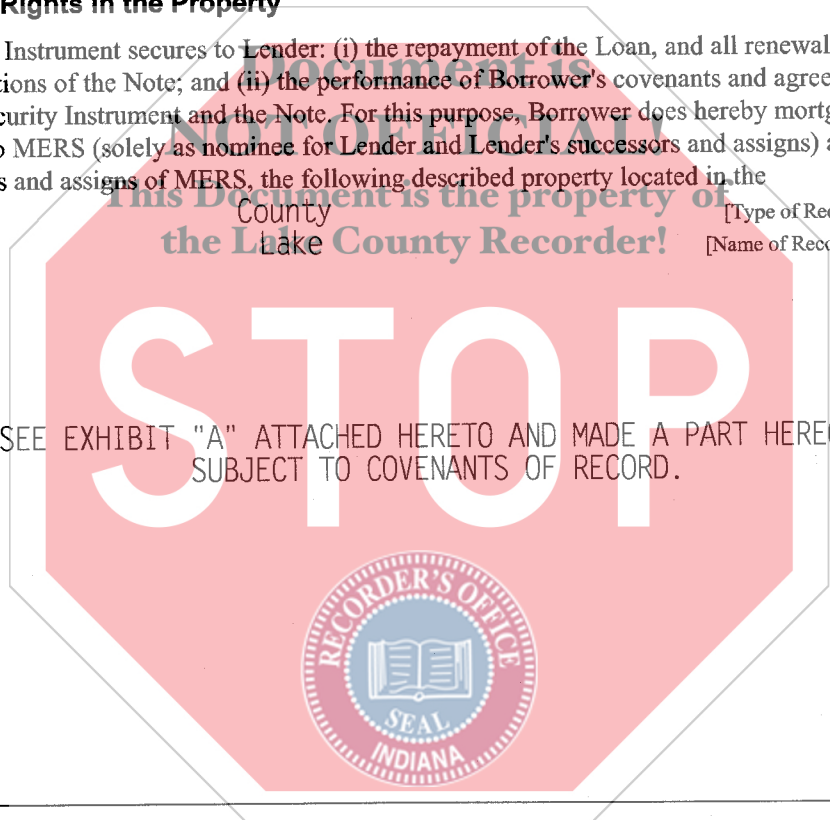 Rights in the Property
Instrument secures to Lender: (i) the repayment of the Loan, and all renewal
tions of the Note; and (ii) the performance of Borrower's covenants and agree
curity Instrument and the Note. For this purpose, Borrower does hereby mortg
o MERS (solely as nominee for Lender and Lender's successors and assigns) a
s and assigns of MERS, the following described property located in the
County [Type of Rec
Lake [Name of Reco
Document is
NOT OFFICIAL!
This Document is the property of
the Lake County Recorder!
STOP
SEE EXHIBIT "A" ATTACHED HERETO AND MADE A PART HEREO
SUBJECT TO COVENANTS OF RECORD.
RECORDER'S OFFICE
SEAL
INDIANA